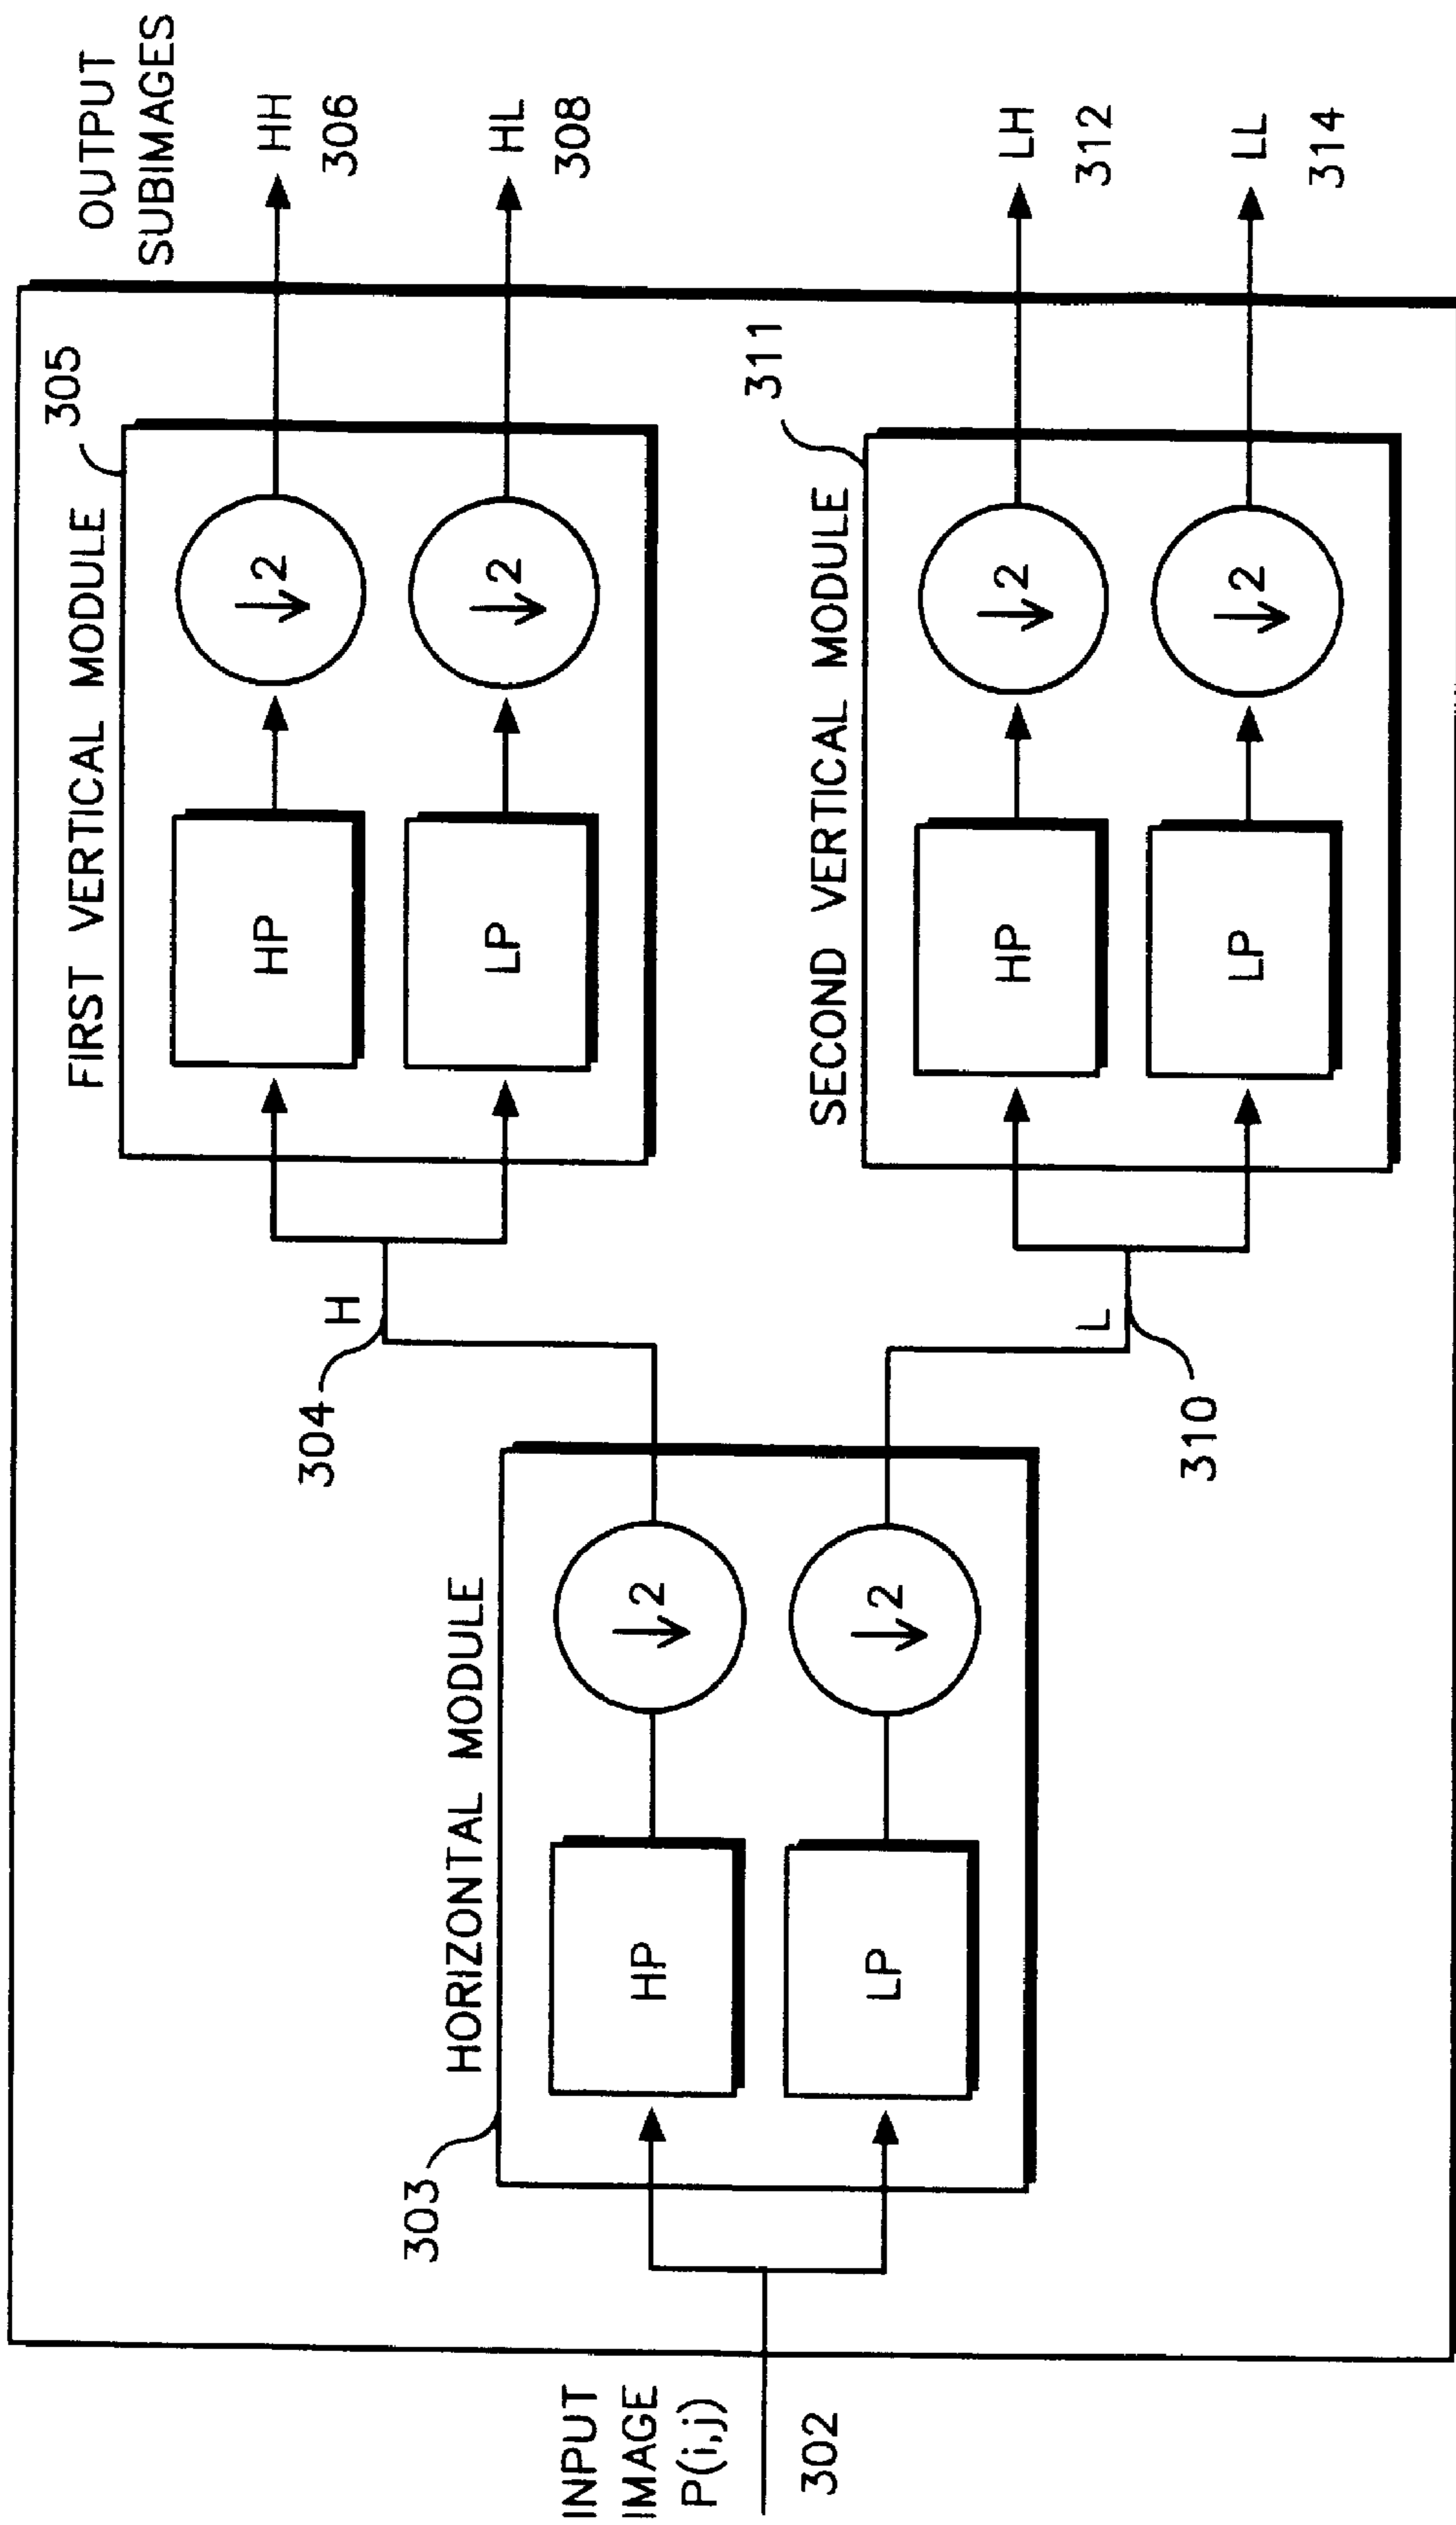 OUTPUT
SUBIMAGES
FIRST VERTICAL MODULE
305
HP
↓2
HH
306
LP
↓2
HL
308
304
H
HORIZONTAL MODULE
303
HP
↓2
LP
↓2
INPUT
IMAGE
P(i,j)
302
SECOND VERTICAL MODULE
311
HP
↓2
LH
312
LP
↓2
LL
314
L
310